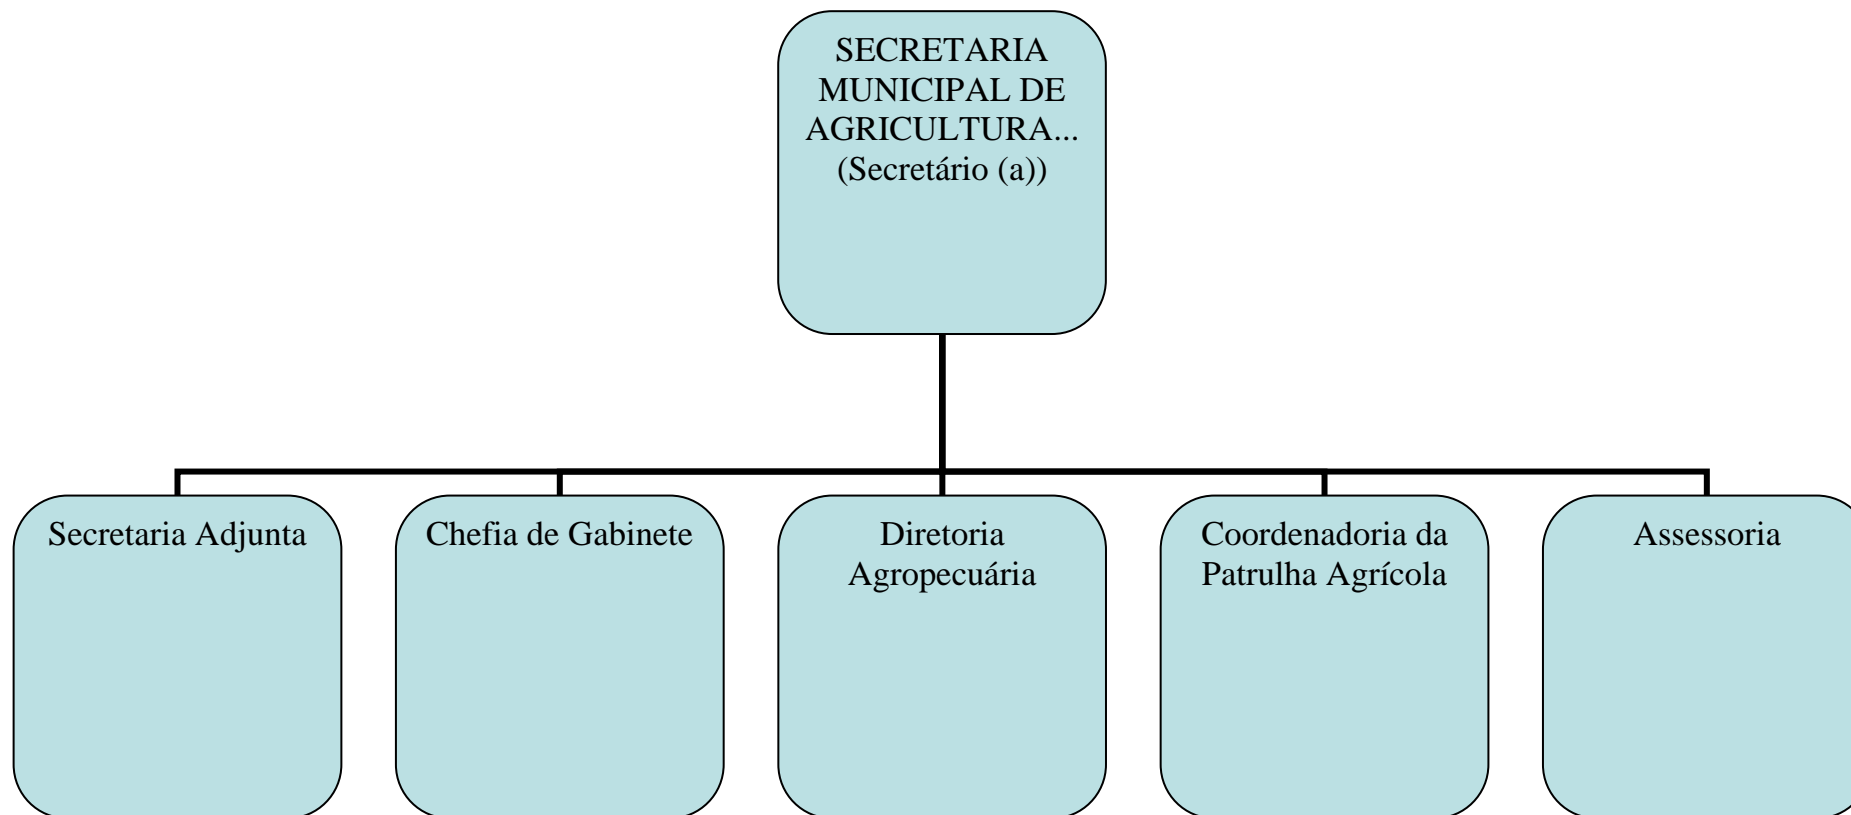 SECRETARIA
MUNICIPAL DE
AGRICULTURA...
(Secretário (a))
Secretaria Adjunta
Chefia de Gabinete
Diretoria
Agropecuária
Coordenadoria da
Patrulha Agrícola
Assessoria